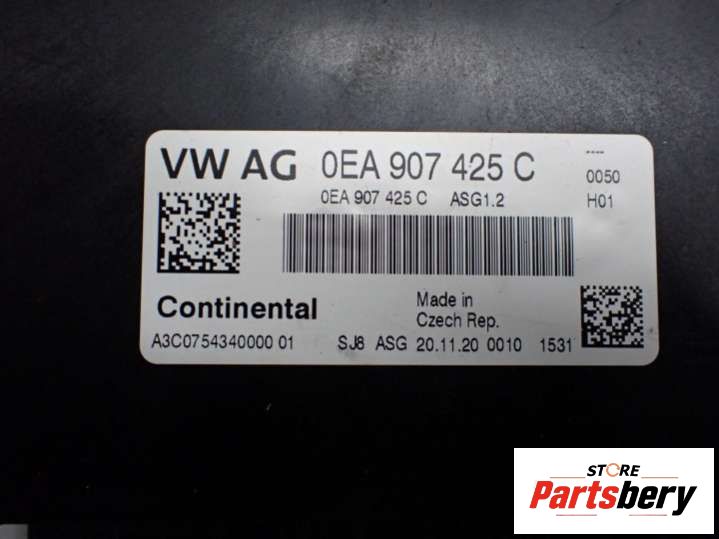 VW AG 0EA 907 425 C ----
0EA 907 425 C ASG1.2 0050
H01
Continental Made in
Czech Rep.
A3C0754340000 01 SJ8 ASG 20.11.20 0010 1531
STORE
Partsbery